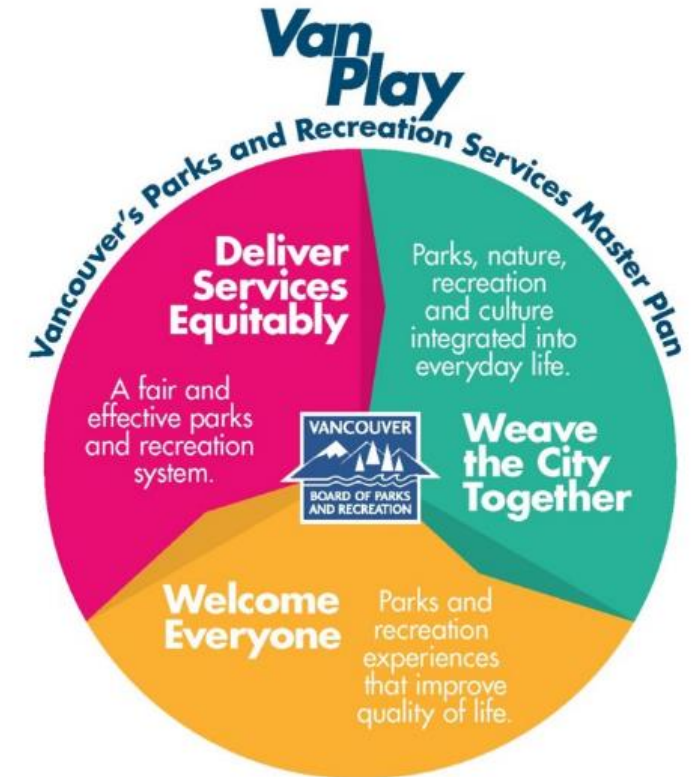 Van
Play
Vancouver's Parks and Recreation Services Master Plan
Deliver
Services
Equitably
A fair and
effective parks
and recreation
system.
Parks, nature,
recreation
and culture
integrated into
everyday life.
Weave
the City
Together
VANCOUVER
BOARD OF PARKS
AND RECREATION
Welcome
Everyone
Parks and
recreation
experiences
that improve
quality of life.